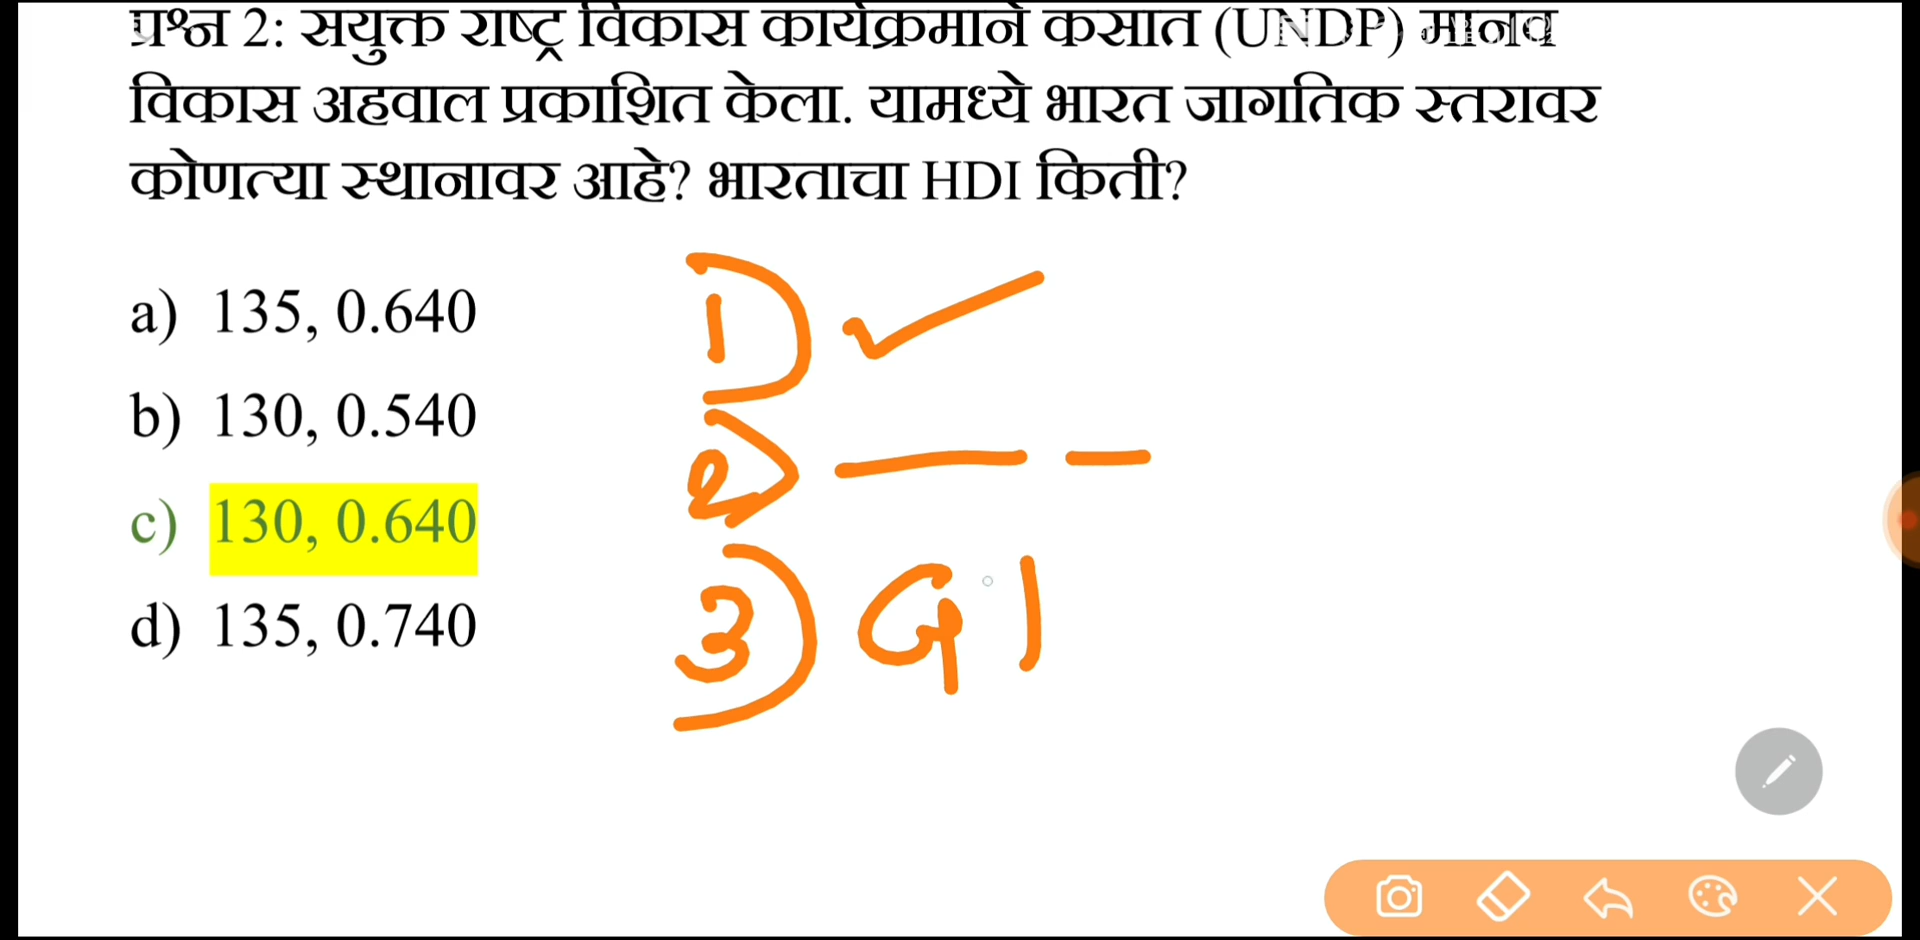 प्रश्न 2: संयुक्त राष्ट्र विकास कार्यक्रमाने कसात (UNDP) मानव
विकास अहवाल प्रकाशित केला. यामध्ये भारत जागतिक स्तरावर
कोणत्या स्थानावर आहे? भारताचा HDI किती?
a) 135, 0.640
b) 130, 0.540
c) 130, 0.640
d) 135, 0.740
1)
2)
3) GI